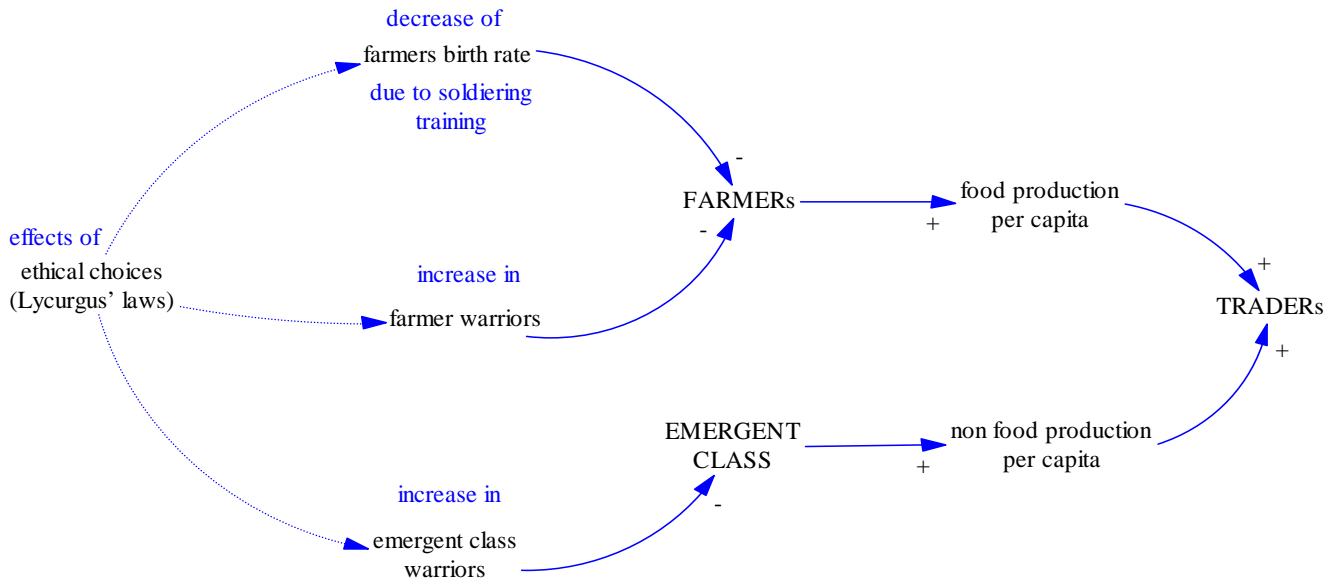 decrease of
farmers birth rate
due to soldiering
training
-
FARMERs
-
+
food production
per capita
+
TRADERs
+
effects of
ethical choices
(Lycurgus’ laws)
increase in
farmer warriors
EMERGENT
CLASS
-
+
non food production
per capita
increase in
emergent class
warriors